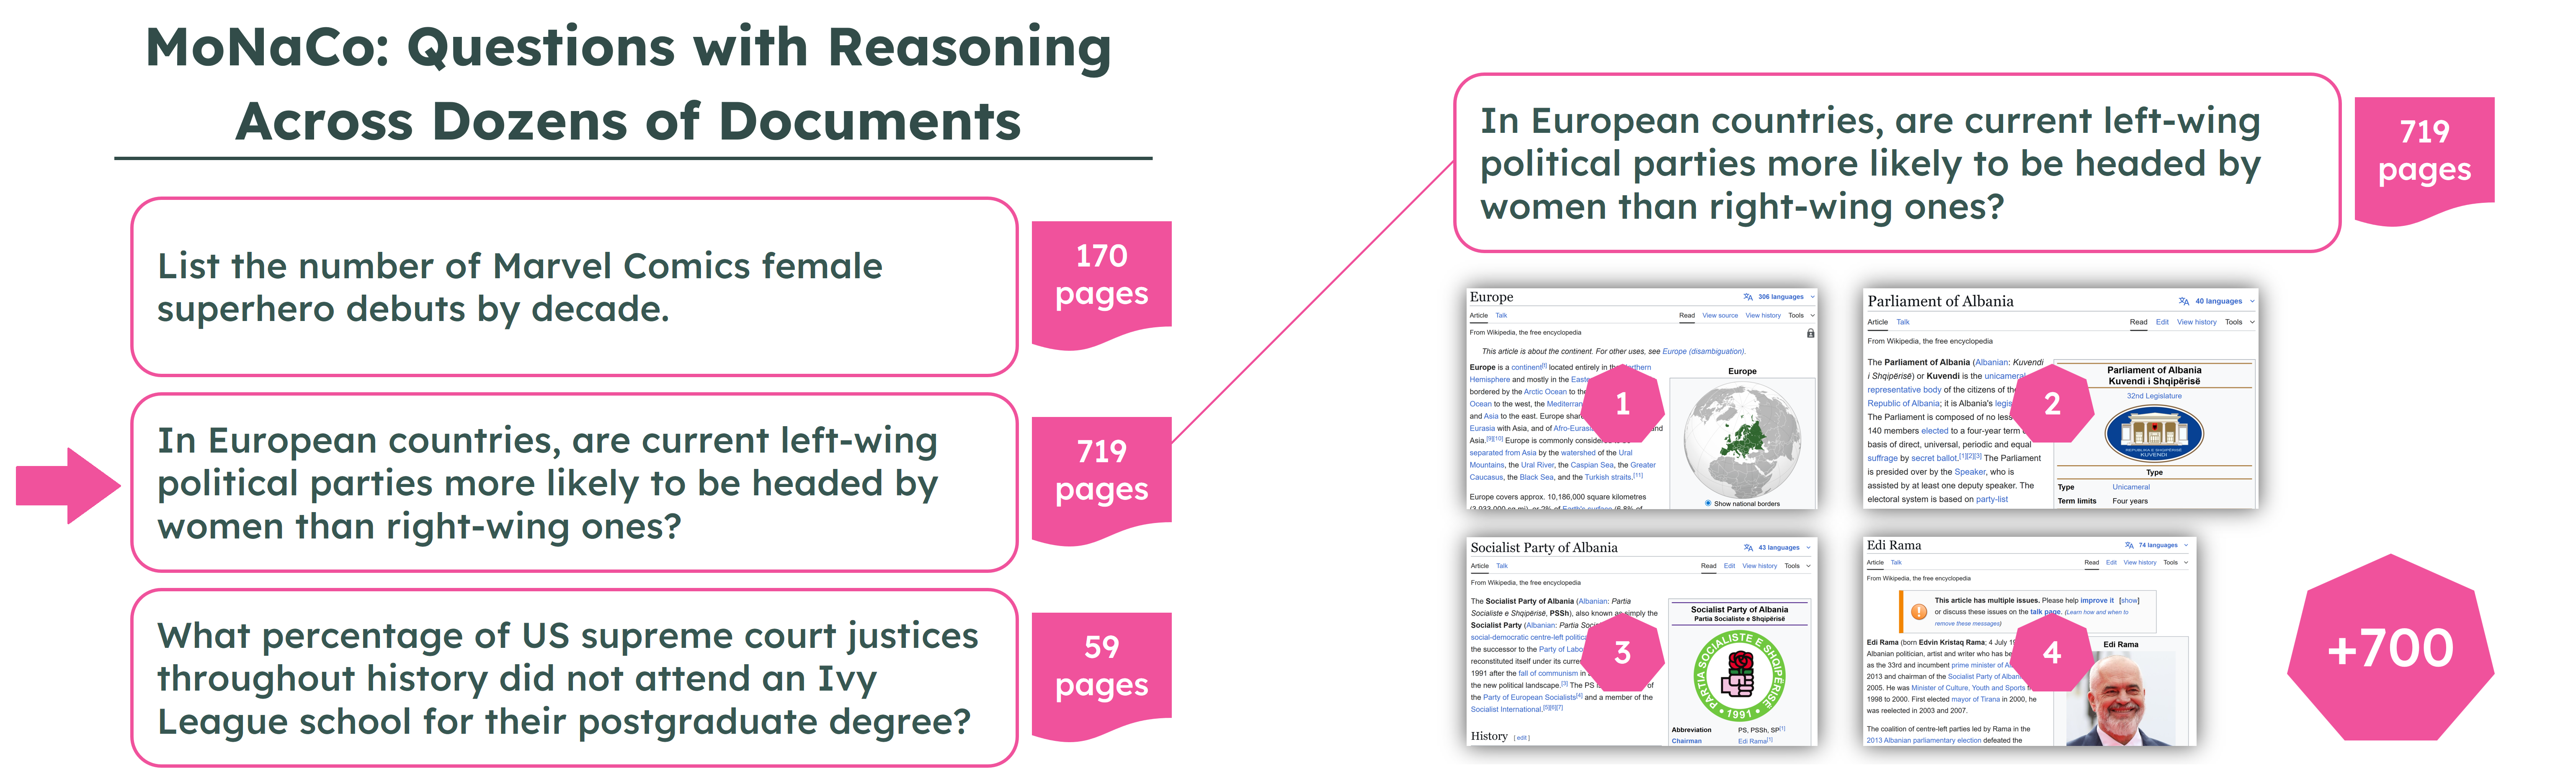 MoNaCo: Questions with Reasoning
Across Dozens of Documents
List the number of Marvel Comics female
superhero debuts by decade.
170
pages
In European countries, are current left-wing
political parties more likely to be headed by
women than right-wing ones?
719
pages
What percentage of US supreme court justices
throughout history did not attend an Ivy
League school for their postgraduate degree?
59
pages
In European countries, are current left-wing
political parties more likely to be headed by
women than right-wing ones?
719
pages
Europe
306 languages
Article Talk
Read View source View history Tools
From Wikipedia, the free encyclopedia
This article is about the continent. For other uses, see Europe (disambiguation).
Europe is a continent[f] located entirely in the Northern
Hemisphere and mostly in the Easte
bordered by the Arctic Ocean to the
Ocean to the west, the Mediterran
and Asia to the east. Europe shar
Eurasia with Asia, and of Afro-Eurasia and
Asia.[9][10] Europe is commonly considered to be
separated from Asia by the watershed of the Ural
Mountains, the Ural River, the Caspian Sea, the Greater
Caucasus, the Black Sea, and the Turkish straits.[11]
Europe covers approx. 10,186,000 square kilometres
Europe
Show national borders
1
Parliament of Albania
40 languages
Article Talk
Read Edit View history Tools
From Wikipedia, the free encyclopedia
The Parliament of Albania (Albanian: Kuvendi
i Shqipërisë) or Kuvendi is the unicameral
representative body of the citizens of the
Republic of Albania; it is Albania's legis
The Parliament is composed of no less
140 members elected to a four-year term
basis of direct, universal, periodic and equal
suffrage by secret ballot.[1][2][3] The Parliament
is presided over by the Speaker, who is
assisted by at least one deputy speaker. The
electoral system is based on party-list
Parliament of Albania
Kuvendi i Shqipërisë
32nd Legislature
REPUBLIKA E SHQIPËRISË
KUVENDI
Type
Type Unicameral
Term limits Four years
2
Socialist Party of Albania
43 languages
Article Talk
Read Edit View history Tools
From Wikipedia, the free encyclopedia
The Socialist Party of Albania (Albanian: Partia
Socialiste e Shqipërisë, PSSh), also known as simply the
Socialist Party (Albanian: Partia Soci
social-democratic centre-left politica
the successor to the Party of Labo
reconstituted itself under its curre
1991 after the fall of communism in
the new political landscape.[3] The PS is of
the Party of European Socialists[4] and a member of the
Socialist International.[5][6][7]
History [edit]
Socialist Party of Albania
Partia Socialiste e Shqipërisë
PARTIA SOCIALISTE E SHQIPERISE
1991
Abbreviation PS, PSSh, SP[1]
Chairman Edi Rama[1]
3
Edi Rama
74 languages
Article Talk
Read Edit View history Tools
From Wikipedia, the free encyclopedia
This article has multiple issues. Please help improve it [show]
or discuss these issues on the talk page. (Learn how and when to
remove these messages)
Edi Rama (born Edvin Kristaq Rama; 4 July 1
Albanian politician, artist and writer who has be
as the 33rd and incumbent prime minister of Al
2013 and chairman of the Socialist Party of Alban
2005. He was Minister of Culture, Youth and Sports f
1998 to 2000. First elected mayor of Tirana in 2000, he
was reelected in 2003 and 2007.
The coalition of centre-left parties led by Rama in the
2013 Albanian parliamentary election defeated the
Edi Rama
4
+700